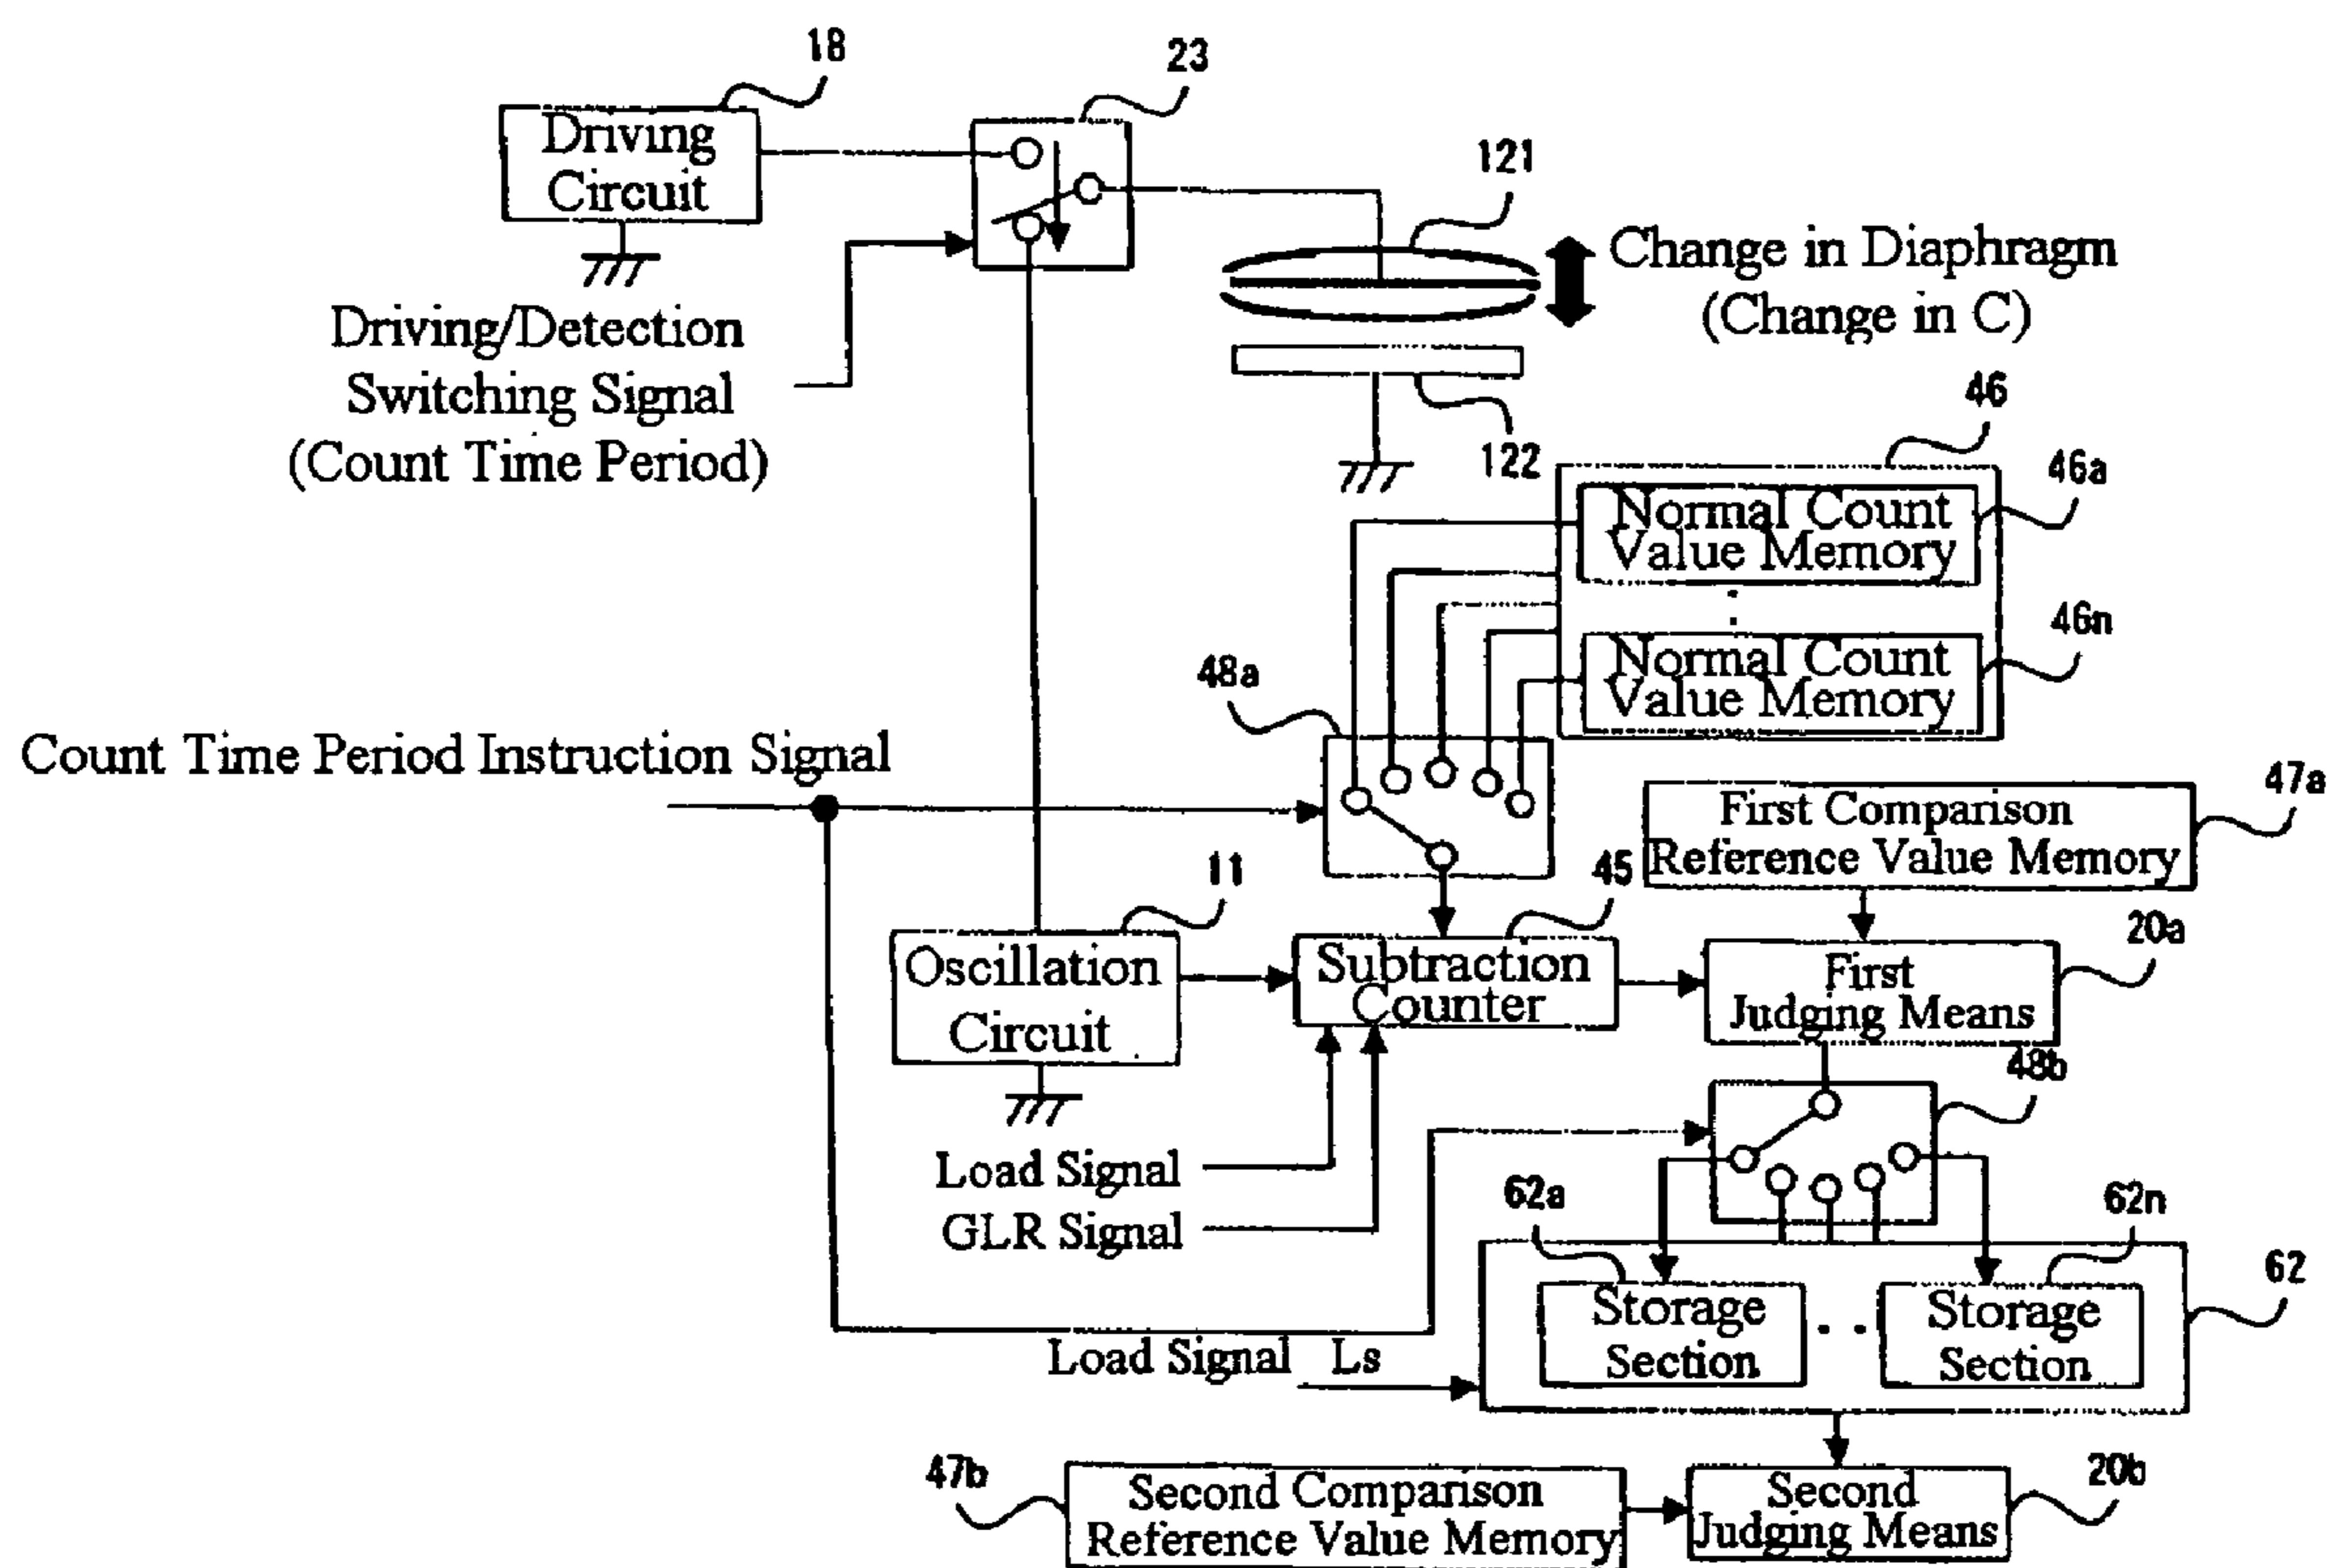 18
23
Driving
Circuit
121
Change in Diaphragm
(Change in C)
Driving/Detection
Switching Signal
(Count Time Period)
122
46
46a
Normal Count
Value Memory
46n
Normal Count
Value Memory
48a
Count Time Period Instruction Signal
47a
First Comparison
Reference Value Memory
11
45
20a
Oscillation
Circuit
Subtraction
Counter
First
Judging Means
48b
Load Signal
GLR Signal
62a
62n
62
Storage
Section
Storage
Section
Load Signal Ls
47b
20b
Second Comparison
Reference Value Memory
Second
Judging Means